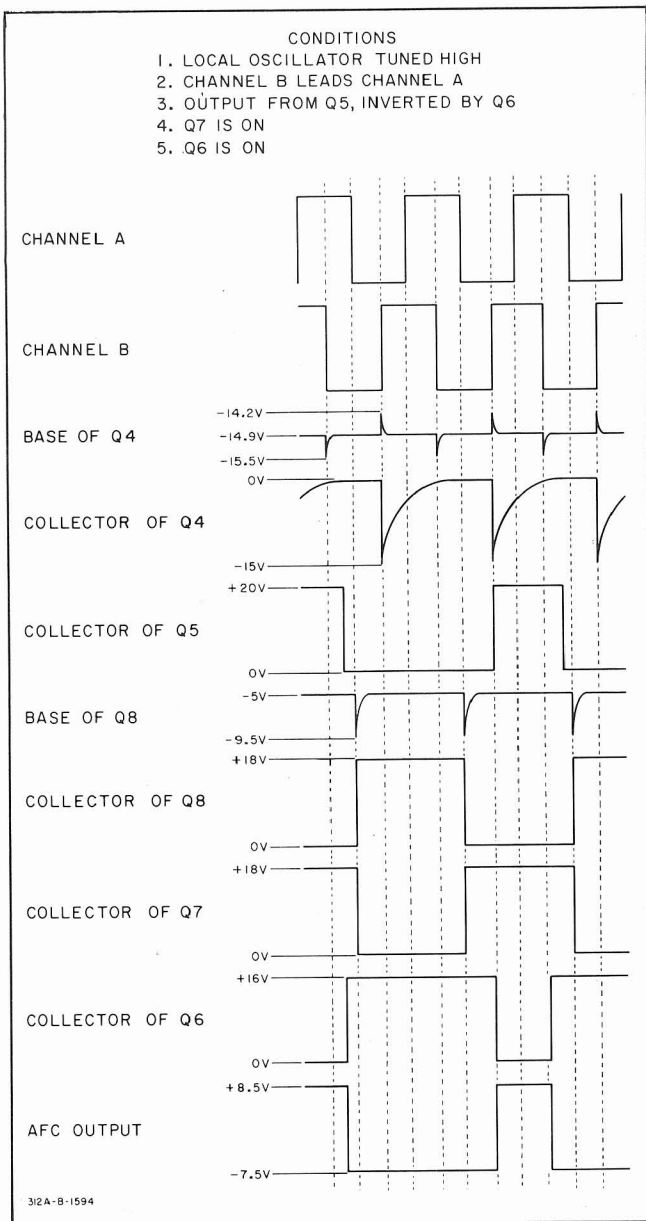 CONDITIONS
1. LOCAL OSCILLATOR TUNED HIGH
2. CHANNEL B LEADS CHANNEL A
3. OUTPUT FROM Q5, INVERTED BY Q6
4. Q7 IS ON
5. Q6 IS ON
CHANNEL A
CHANNEL B
-14.2V
BASE OF Q4
-14.9V
-15.5V
0V
COLLECTOR OF Q4
-15V
+20V
COLLECTOR OF Q5
0V
-5V
BASE OF Q8
-9.5V
+18V
COLLECTOR OF Q8
0V
+18V
COLLECTOR OF Q7
0V
+16V
COLLECTOR OF Q6
0V
+8.5V
AFC OUTPUT
-7.5V
312A-B-1594